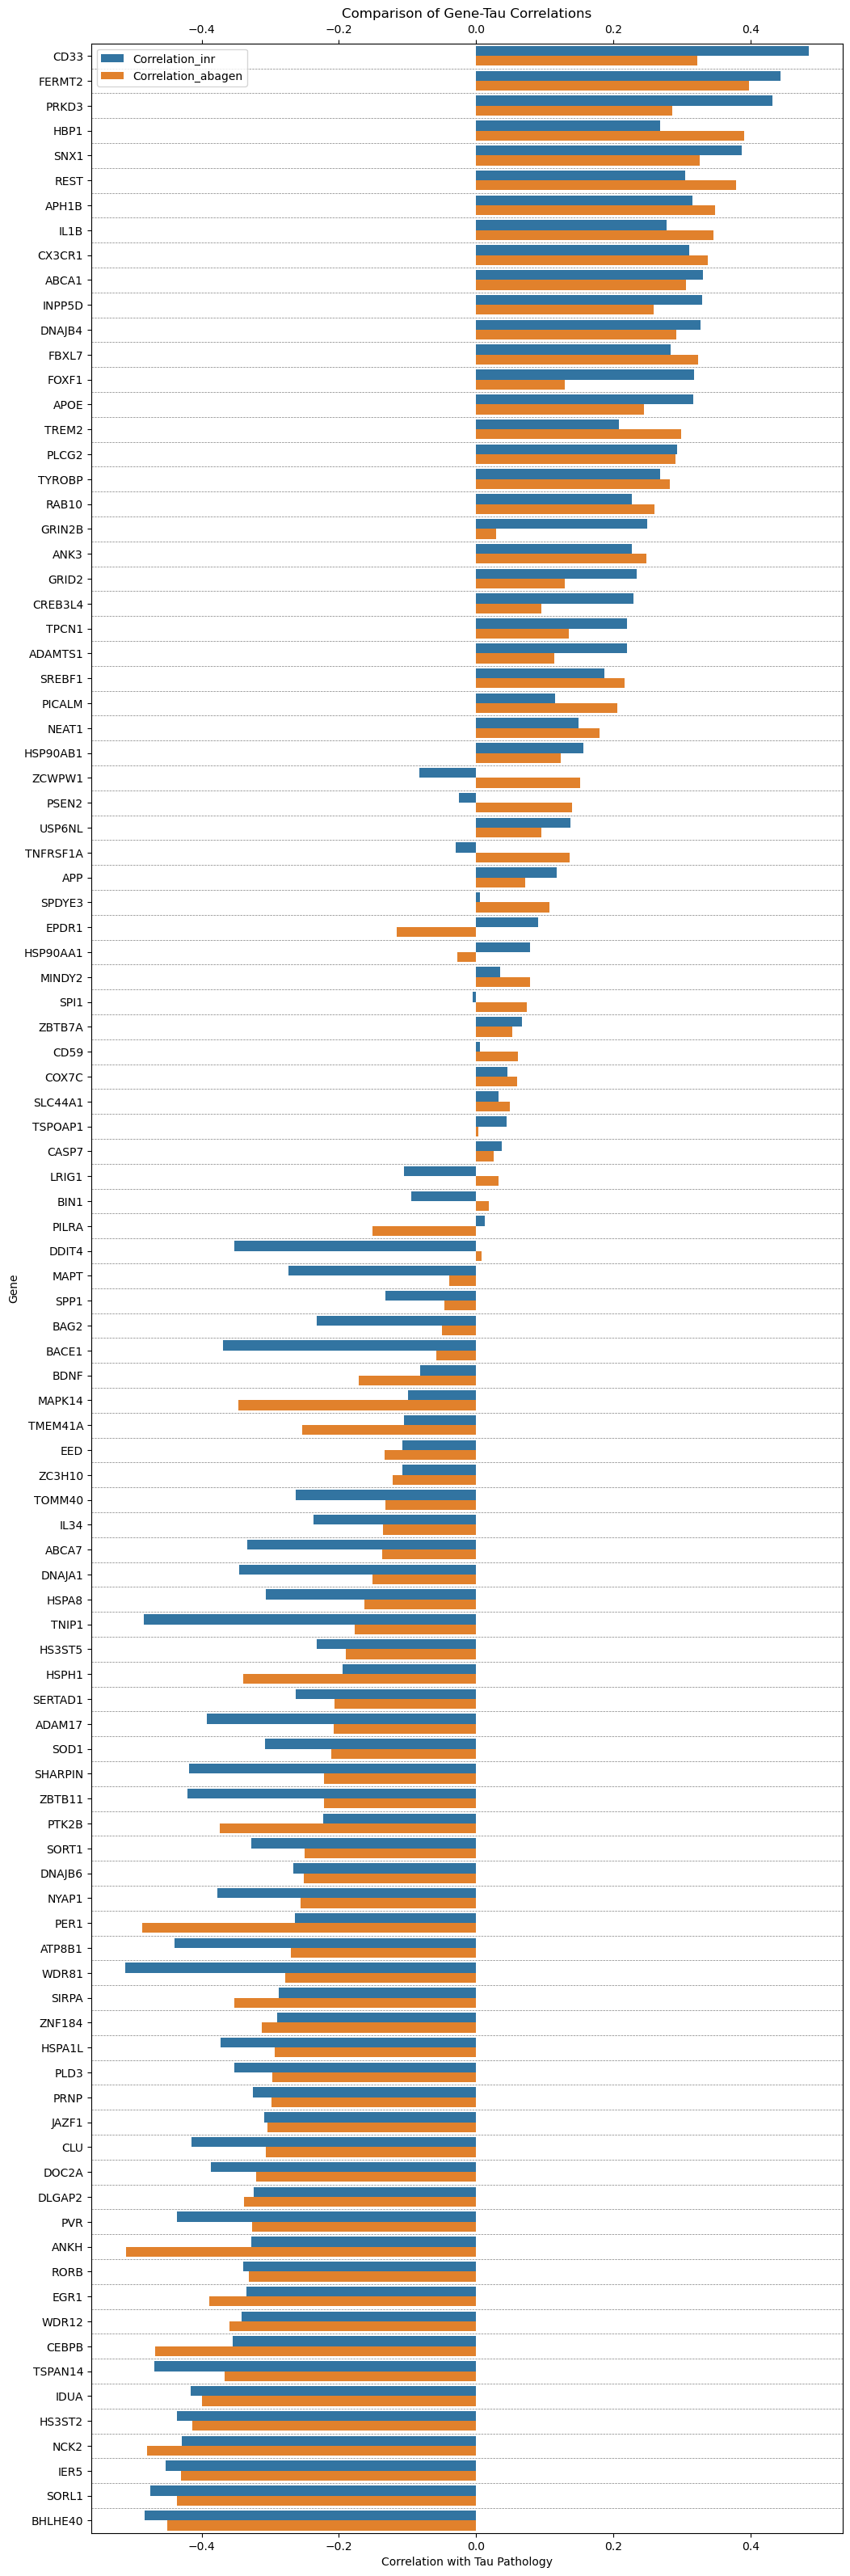 Comparison of Gene-Tau Correlations
−0.4 −0.2 0.0 0.2 0.4
Correlation_inr
Correlation_abagen
CD33
FERMT2
PRKD3
HBP1
SNX1
REST
APH1B
IL1B
CX3CR1
ABCA1
INPP5D
DNAJB4
FBXL7
FOXF1
APOE
TREM2
PLCG2
TYROBP
RAB10
GRIN2B
ANK3
GRID2
CREB3L4
TPCN1
ADAMTS1
SREBF1
PICALM
NEAT1
HSP90AB1
ZCWPW1
PSEN2
USP6NL
TNFRSF1A
APP
SPDYE3
EPDR1
HSP90AA1
MINDY2
SPI1
ZBTB7A
CD59
COX7C
SLC44A1
TSPOAP1
CASP7
LRIG1
BIN1
PILRA
DDIT4
MAPT
SPP1
BAG2
BACE1
BDNF
MAPK14
TMEM41A
EED
ZC3H10
TOMM40
IL34
ABCA7
DNAJA1
HSPA8
TNIP1
HS3ST5
HSPH1
SERTAD1
ADAM17
SOD1
SHARPIN
ZBTB11
PTK2B
SORT1
DNAJB6
NYAP1
PER1
ATP8B1
WDR81
SIRPA
ZNF184
HSPA1L
PLD3
PRNP
JAZF1
CLU
DOC2A
DLGAP2
PVR
ANKH
RORB
EGR1
WDR12
CEBPB
TSPAN14
IDUA
HS3ST2
NCK2
IER5
SORL1
BHLHE40
Gene
−0.4 −0.2 0.0 0.2 0.4
Correlation with Tau Pathology